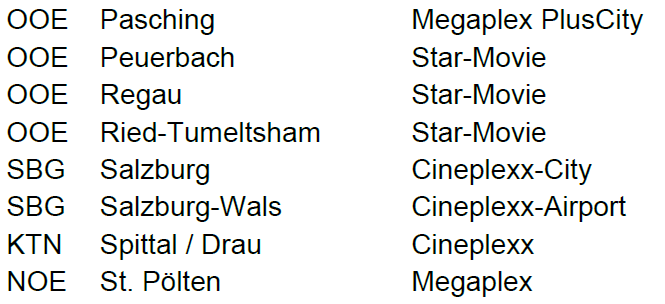 OOE Pasching Megaplex PlusCity
OOE Peuerbach Star-Movie
OOE Regau Star-Movie
OOE Ried-Tumeltsham Star-Movie
SBG Salzburg Cineplexx-City
SBG Salzburg-Wals Cineplexx-Airport
KTN Spittal / Drau Cineplexx
NOE St. Pölten Megaplex